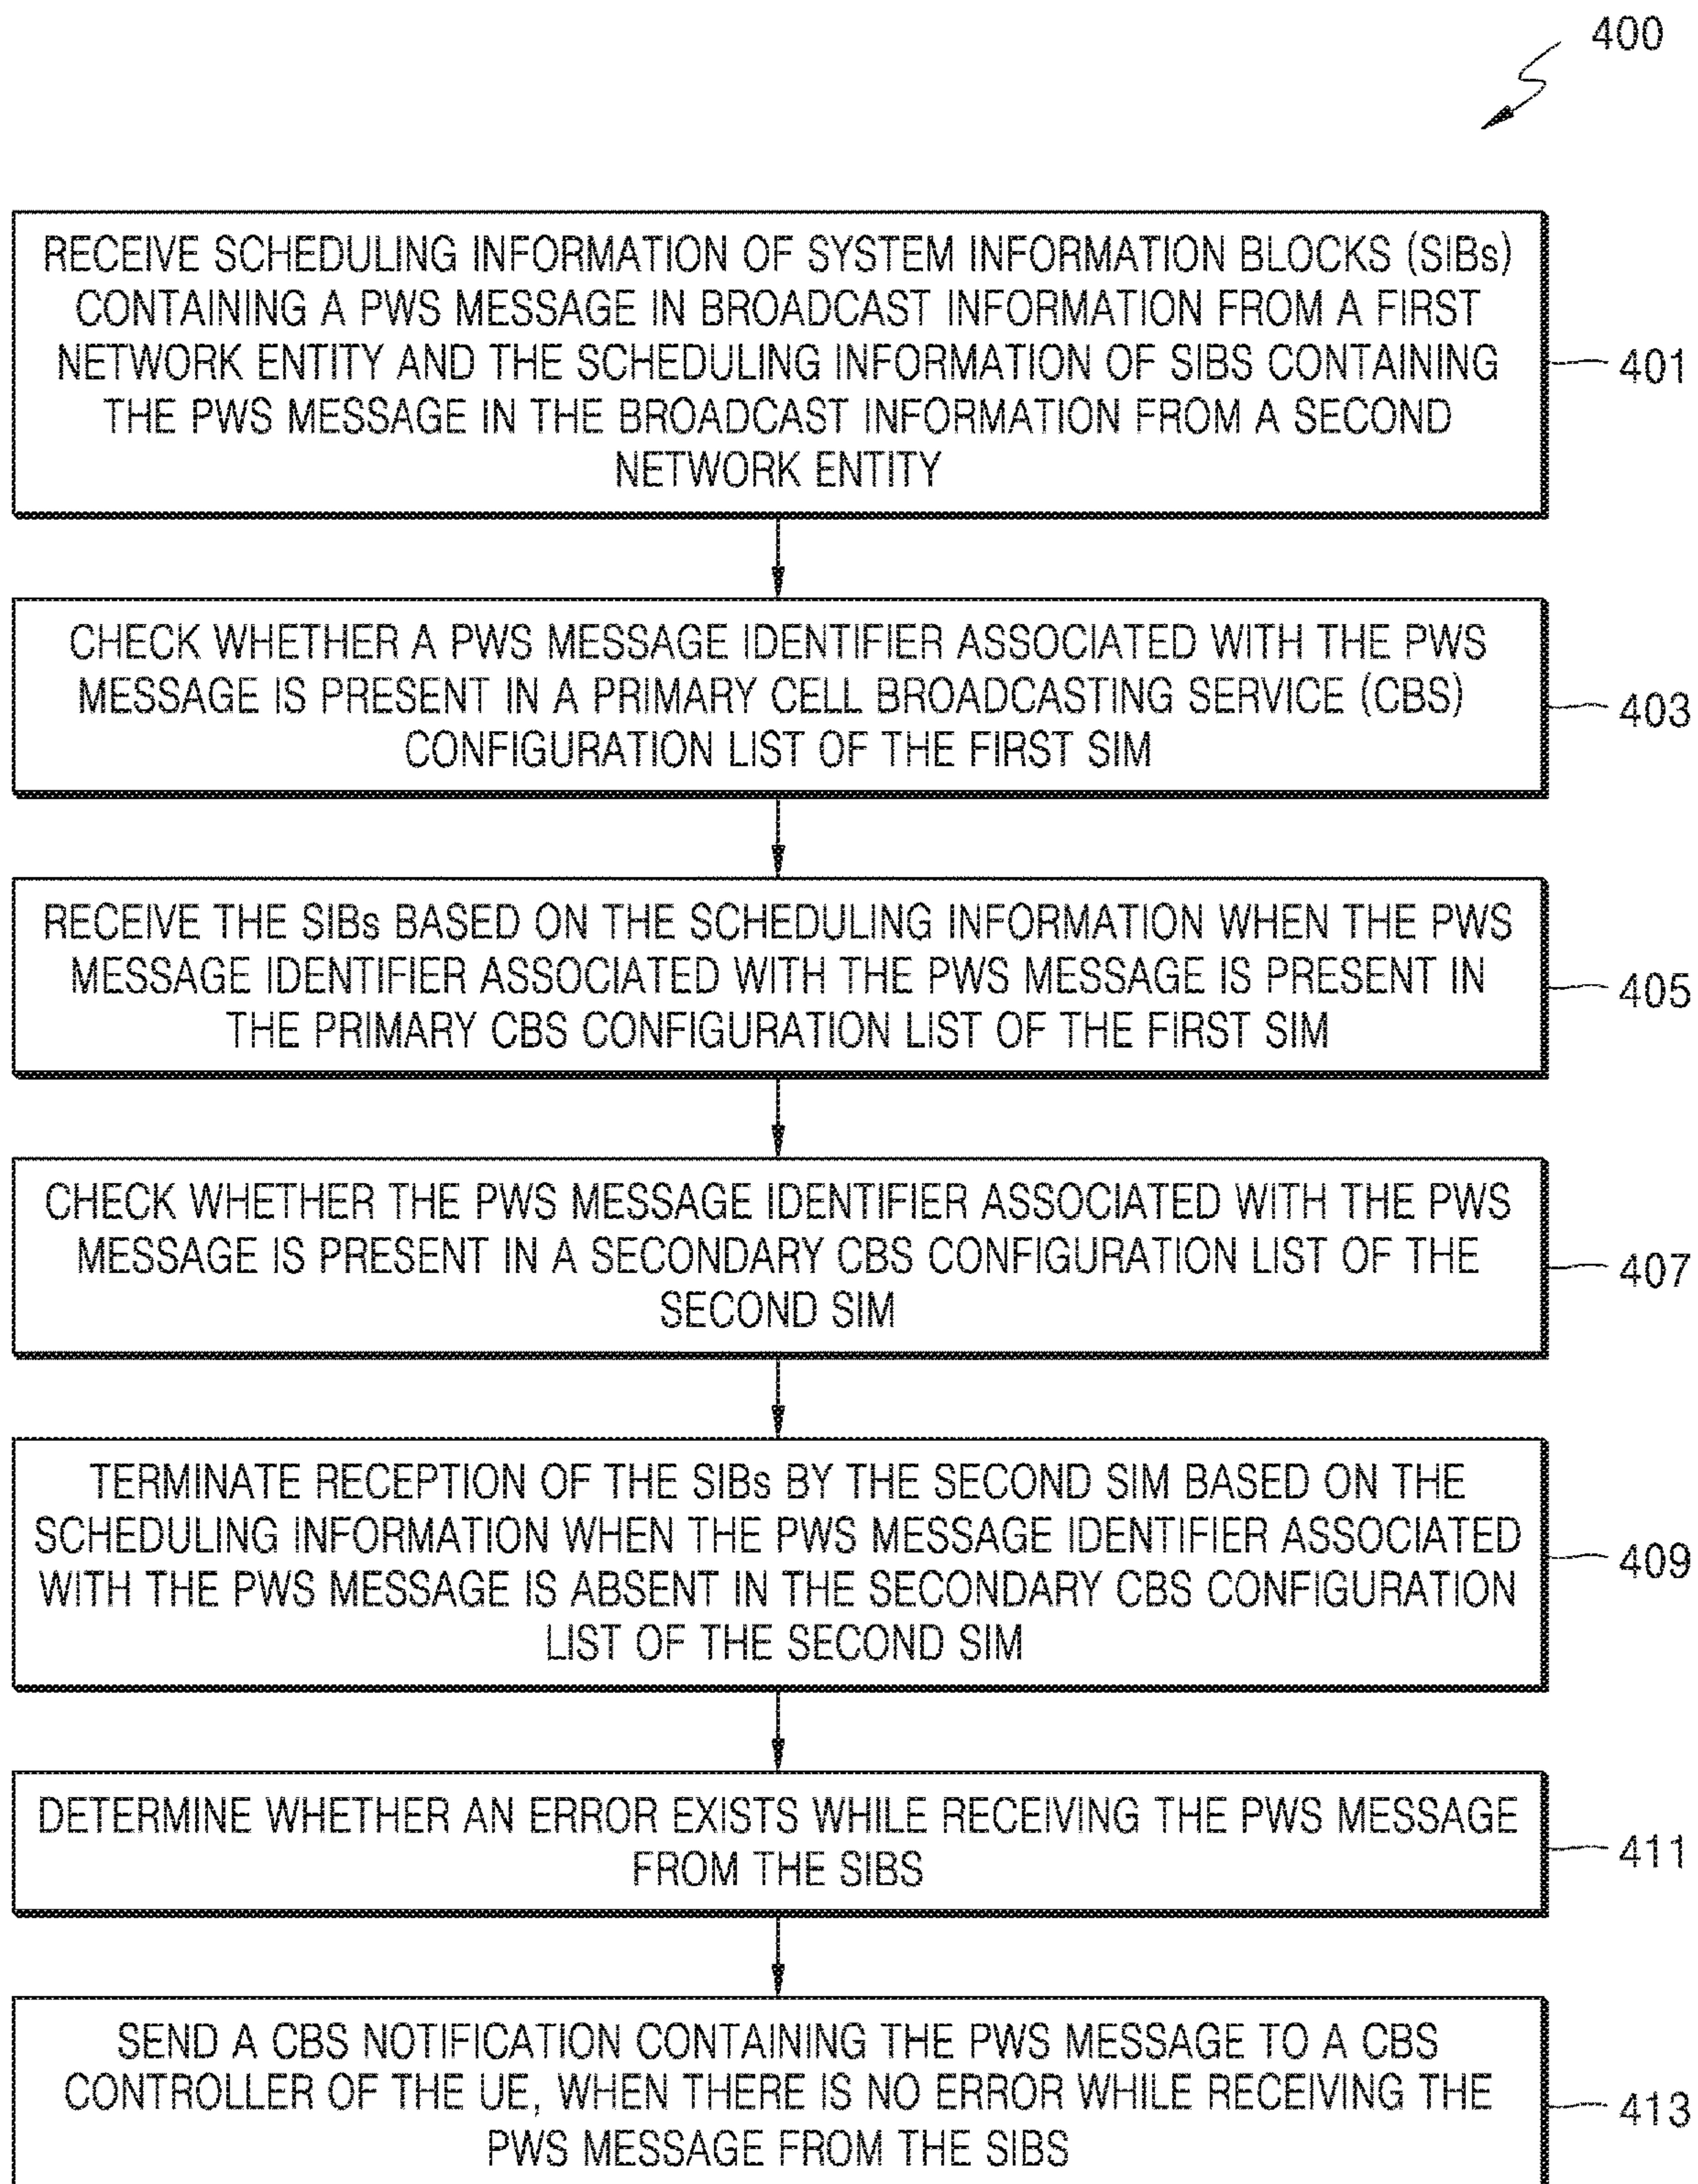 400
RECEIVE SCHEDULING INFORMATION OF SYSTEM INFORMATION BLOCKS (SIBs)
CONTAINING A PWS MESSAGE IN BROADCAST INFORMATION FROM A FIRST
NETWORK ENTITY AND THE SCHEDULING INFORMATION OF SIBS CONTAINING
THE PWS MESSAGE IN THE BROADCAST INFORMATION FROM A SECOND
NETWORK ENTITY
401
CHECK WHETHER A PWS MESSAGE IDENTIFIER ASSOCIATED WITH THE PWS
MESSAGE IS PRESENT IN A PRIMARY CELL BROADCASTING SERVICE (CBS)
CONFIGURATION LIST OF THE FIRST SIM
403
RECEIVE THE SIBs BASED ON THE SCHEDULING INFORMATION WHEN THE PWS
MESSAGE IDENTIFIER ASSOCIATED WITH THE PWS MESSAGE IS PRESENT IN
THE PRIMARY CBS CONFIGURATION LIST OF THE FIRST SIM
405
CHECK WHETHER THE PWS MESSAGE IDENTIFIER ASSOCIATED WITH THE PWS
MESSAGE IS PRESENT IN A SECONDARY CBS CONFIGURATION LIST OF THE
SECOND SIM
407
TERMINATE RECEPTION OF THE SIBs BY THE SECOND SIM BASED ON THE
SCHEDULING INFORMATION WHEN THE PWS MESSAGE IDENTIFIER ASSOCIATED
WITH THE PWS MESSAGE IS ABSENT IN THE SECONDARY CBS CONFIGURATION
LIST OF THE SECOND SIM
409
DETERMINE WHETHER AN ERROR EXISTS WHILE RECEIVING THE PWS MESSAGE
FROM THE SIBS
411
SEND A CBS NOTIFICATION CONTAINING THE PWS MESSAGE TO A CBS
CONTROLLER OF THE UE, WHEN THERE IS NO ERROR WHILE RECEIVING THE
PWS MESSAGE FROM THE SIBS
413